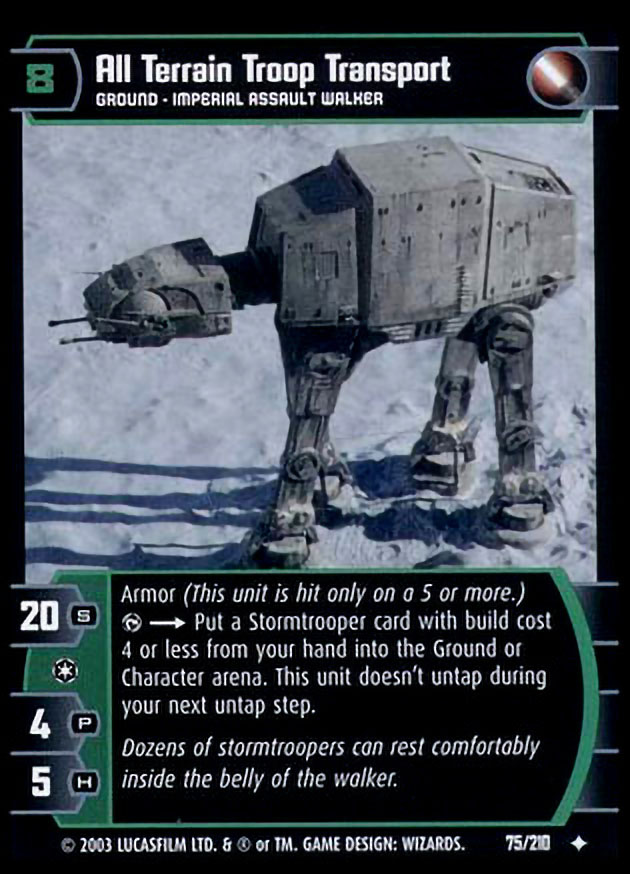 8
All Terrain Troop Transport
GROUND - IMPERIAL ASSAULT WALKER
20 S
4 P
5 H
Armor (This unit is hit only on a 5 or more.)
Put a Stormtrooper card with build cost
4 or less from your hand into the Ground or
Character arena. This unit doesn't untap during
your next untap step.
Dozens of stormtroopers can rest comfortably
inside the belly of the walker.
© 2003 LUCASFILM LTD. & ® or TM. GAME DESIGN: WIZARDS. 75/210